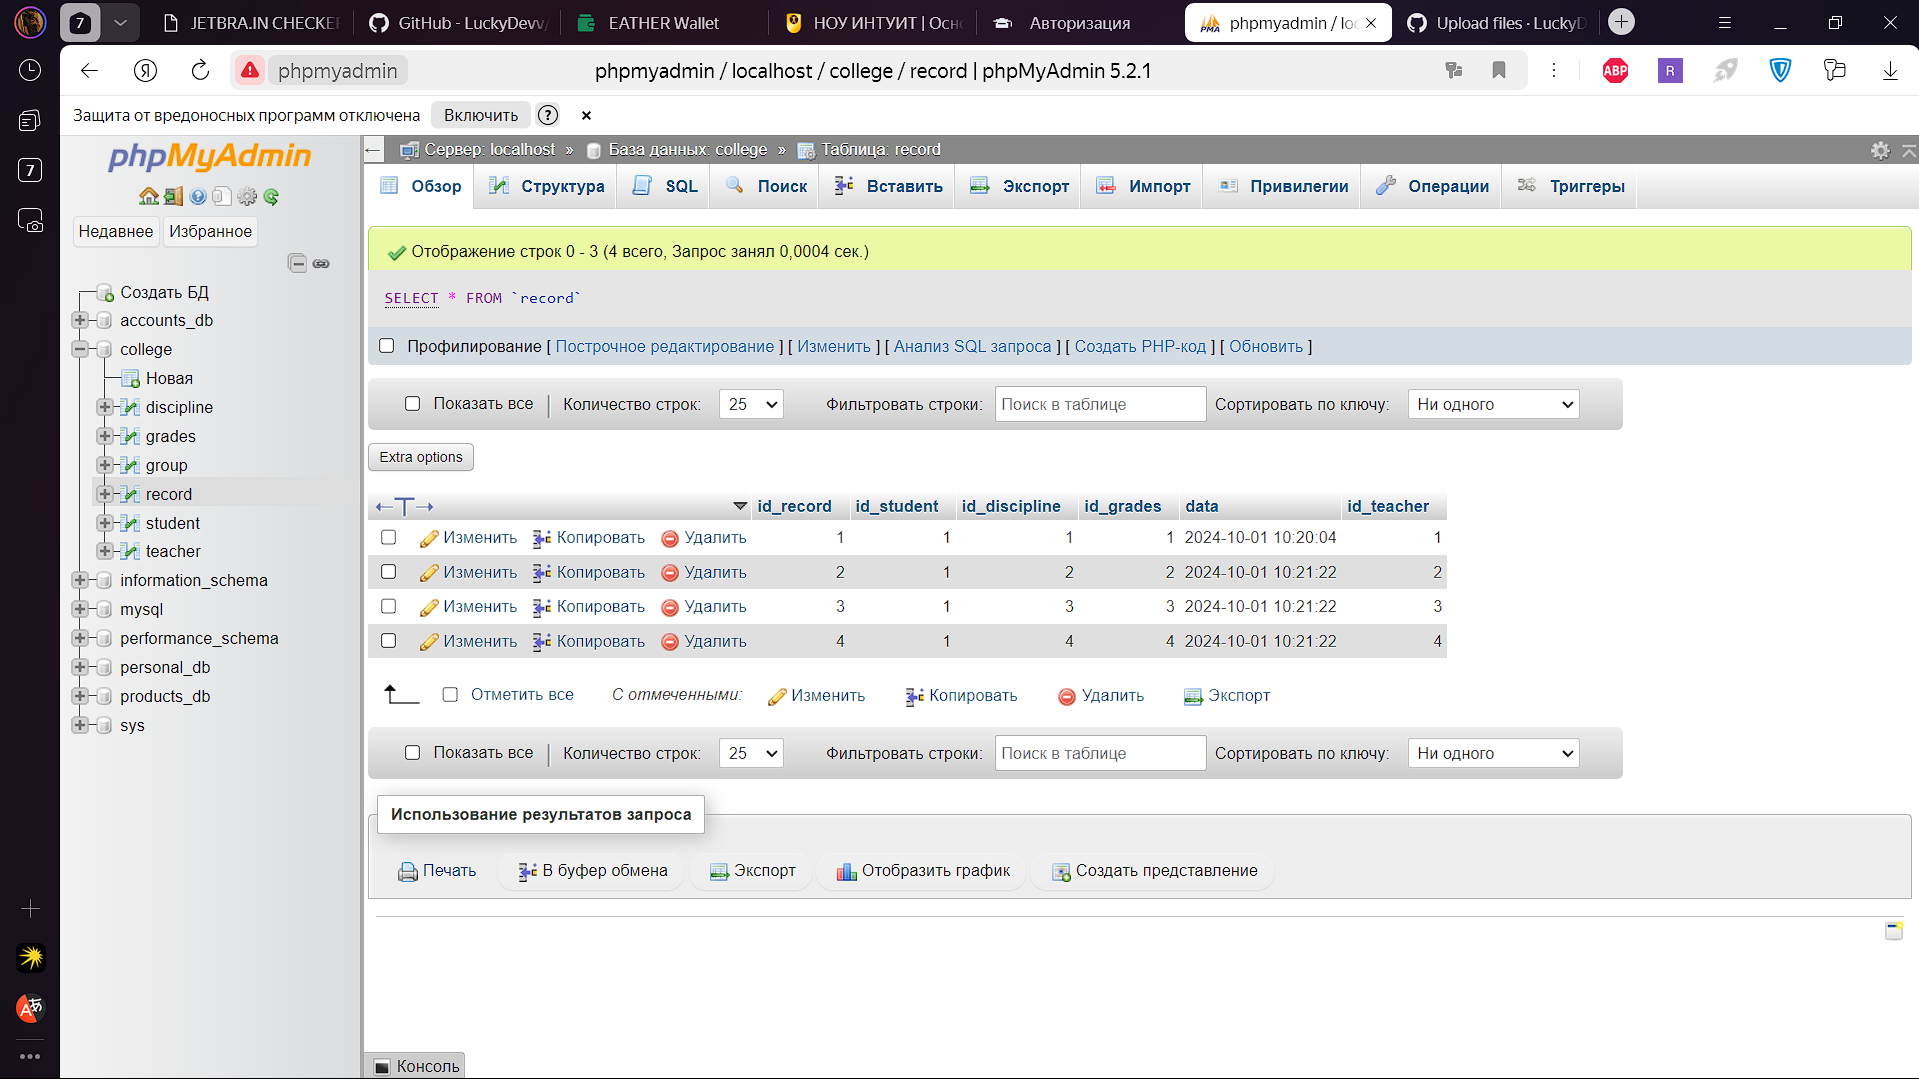 7
JETBRA.IN CHECKER
GitHub - LuckyDevv/
EATHER Wallet
НОУ ИНТУИТ | Осно
Авторизация
phpmyadmin / loc
Upload files · LuckyD
phpmyadmin
phpmyadmin / localhost / college / record | phpMyAdmin 5.2.1
ABP
R
Защита от вредоносных программ отключена
Включить
?
7
phpMyAdmin
Недавнее
Избранное
Создать БД
accounts_db
college
Новая
discipline
grades
group
record
student
teacher
information_schema
mysql
performance_schema
personal_db
products_db
sys
Сервер: localhost » База данных: college » Таблица: record
Обзор
Структура
SQL
Поиск
Вставить
Экспорт
Импорт
Привилегии
Операции
Триггеры
Отображение строк 0 - 3 (4 всего, Запрос занял 0,0004 сек.)
SELECT * FROM `record`
Профилирование [ Построчное редактирование ] [ Изменить ] [ Анализ SQL запроса ] [ Создать PHP-код ] [ Обновить ]
Показать все | Количество строк: 25 Фильтровать строки: Поиск в таблице Сортировать по ключу: Ни одного
Extra options
id_record id_student id_discipline id_grades data id_teacher
Изменить Копировать Удалить 1 1 1 1 2024-10-01 10:20:04 1
Изменить Копировать Удалить 2 1 2 2 2024-10-01 10:21:22 2
Изменить Копировать Удалить 3 1 3 3 2024-10-01 10:21:22 3
Изменить Копировать Удалить 4 1 4 4 2024-10-01 10:21:22 4
Отметить все С отмеченными: Изменить Копировать Удалить Экспорт
Показать все | Количество строк: 25 Фильтровать строки: Поиск в таблице Сортировать по ключу: Ни одного
Использование результатов запроса
Печать
В буфер обмена
Экспорт
Отобразить график
Создать представление
Консоль